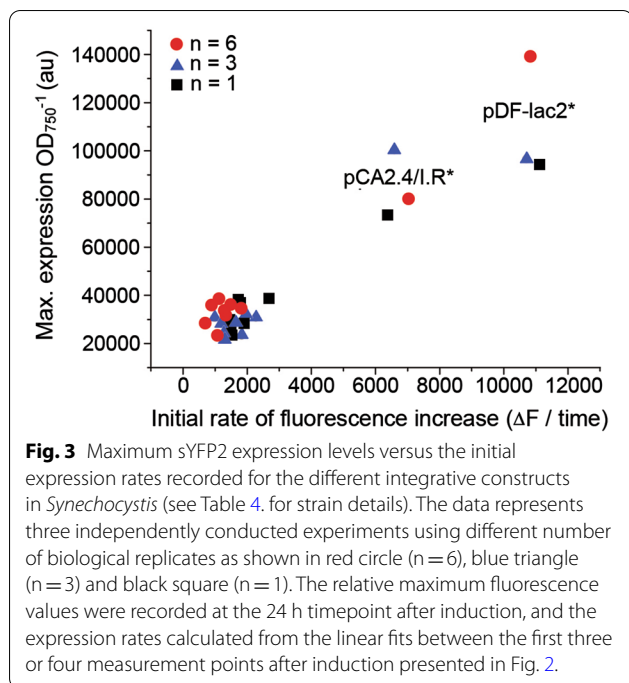 n = 6
n = 3
n = 1
140000
120000
100000
80000
60000
40000
20000
Max. expression OD₇₅₀⁻¹ (au)
pDF-lac2*
pCA2.4/I.R*
0 2000 4000 6000 8000 10000 12000
Initial rate of fluorescence increase (ΔF / time)
Fig. 3 Maximum sYFP2 expression levels versus the initial
expression rates recorded for the different integrative constructs
in Synechocystis (see Table 4. for strain details). The data represents
three independently conducted experiments using different number
of biological replicates as shown in red circle (n = 6), blue triangle
(n = 3) and black square (n = 1). The relative maximum fluorescence
values were recorded at the 24 h timepoint after induction, and the
expression rates calculated from the linear fits between the first three
or four measurement points after induction presented in Fig. 2.